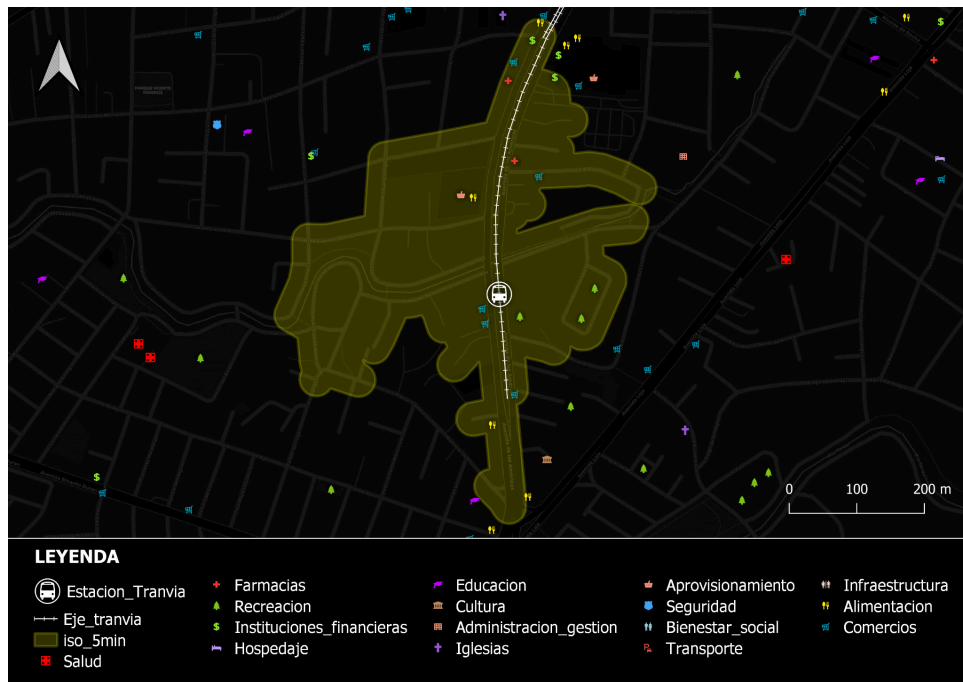 0 100 200 m
LEYENDA
Estacion_Tranvia
Eje_tranvia
iso_5min
Salud
Farmacias
Recreacion
Instituciones_financieras
Hospedaje
Educacion
Cultura
Administracion_gestion
Iglesias
Aprovisionamiento
Seguridad
Bienestar_social
Transporte
Infraestructura
Alimentacion
Comercios